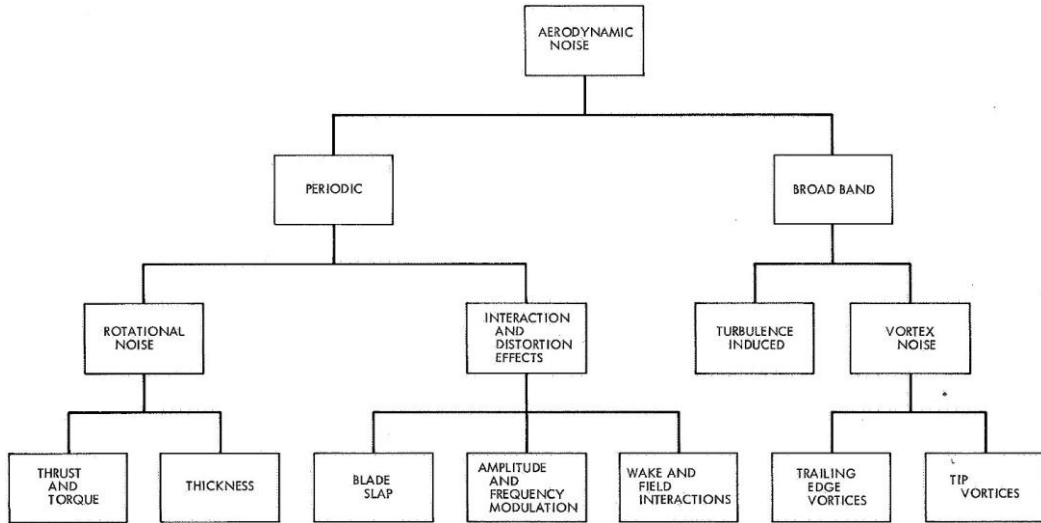 AERODYNAMIC
NOISE
PERIODIC
BROAD BAND
ROTATIONAL
NOISE
INTERACTION
AND
DISTORTION
EFFECTS
TURBULENCE
INDUCED
VORTEX
NOISE
THRUST
AND
TORQUE
THICKNESS
BLADE
SLAP
AMPLITUDE
AND
FREQUENCY
MODULATION
WAKE AND
FIELD
INTERACTIONS
TRAILING
EDGE
VORTICES
TIP
VORTICES